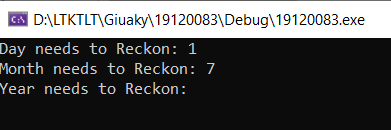 D:\LTKTLT\Giuaky\19120083\Debug\19120083.exe
Day needs to Reckon: 1
Month needs to Reckon: 7
Year needs to Reckon: